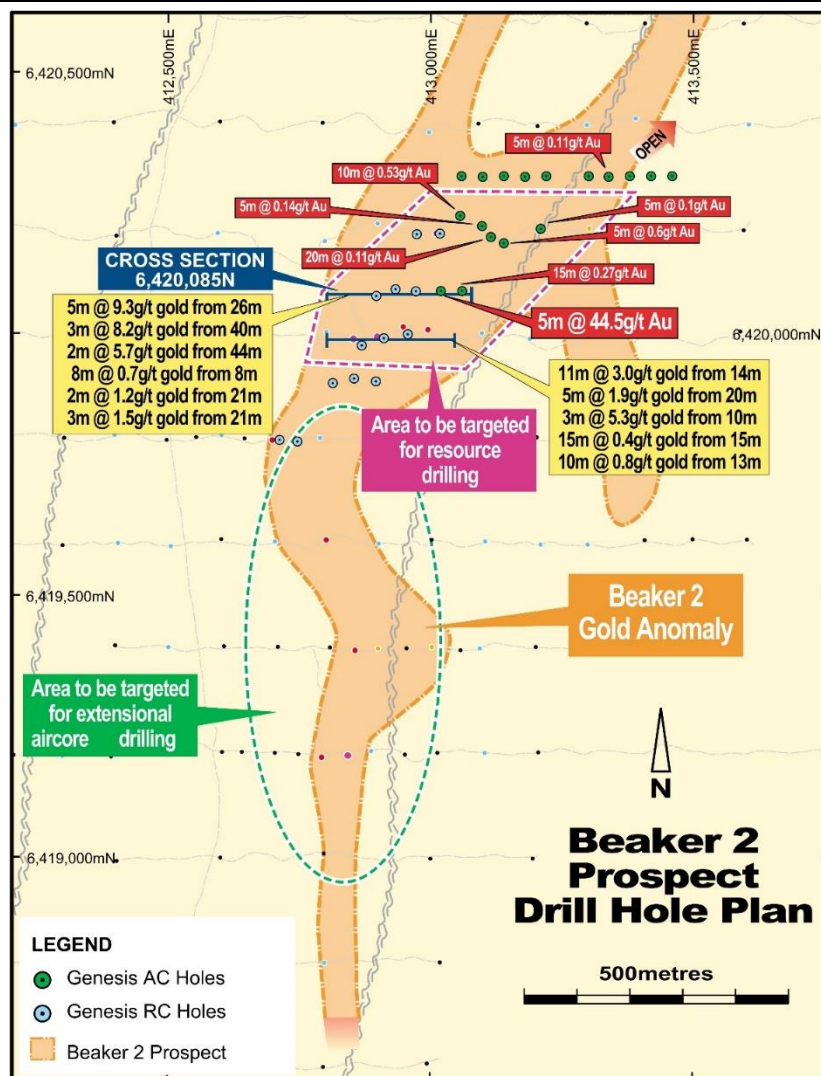 412,500mE
413,000mE
413,500mE
6,420,500mN
5m @ 0.11g/t Au
OPEN
10m @ 0.53g/t Au
5m @ 0.14g/t Au
5m @ 0.1g/t Au
5m @ 0.6g/t Au
20m @ 0.11g/t Au
CROSS SECTION
6,420,085N
15m @ 0.27g/t Au
5m @ 44.5g/t Au
5m @ 9.3g/t gold from 26m
3m @ 8.2g/t gold from 40m
2m @ 5.7g/t gold from 44m
8m @ 0.7g/t gold from 8m
2m @ 1.2g/t gold from 21m
3m @ 1.5g/t gold from 21m
6,420,000mN
11m @ 3.0g/t gold from 14m
5m @ 1.9g/t gold from 20m
3m @ 5.3g/t gold from 10m
15m @ 0.4g/t gold from 15m
10m @ 0.8g/t gold from 13m
Area to be targeted
for resource
drilling
6,419,500mN
Beaker 2
Gold Anomaly
Area to be targeted
for extensional
aircore drilling
N
6,419,000mN
Beaker 2
Prospect
Drill Hole Plan
500metres
LEGEND
Genesis AC Holes
Genesis RC Holes
Beaker 2 Prospect